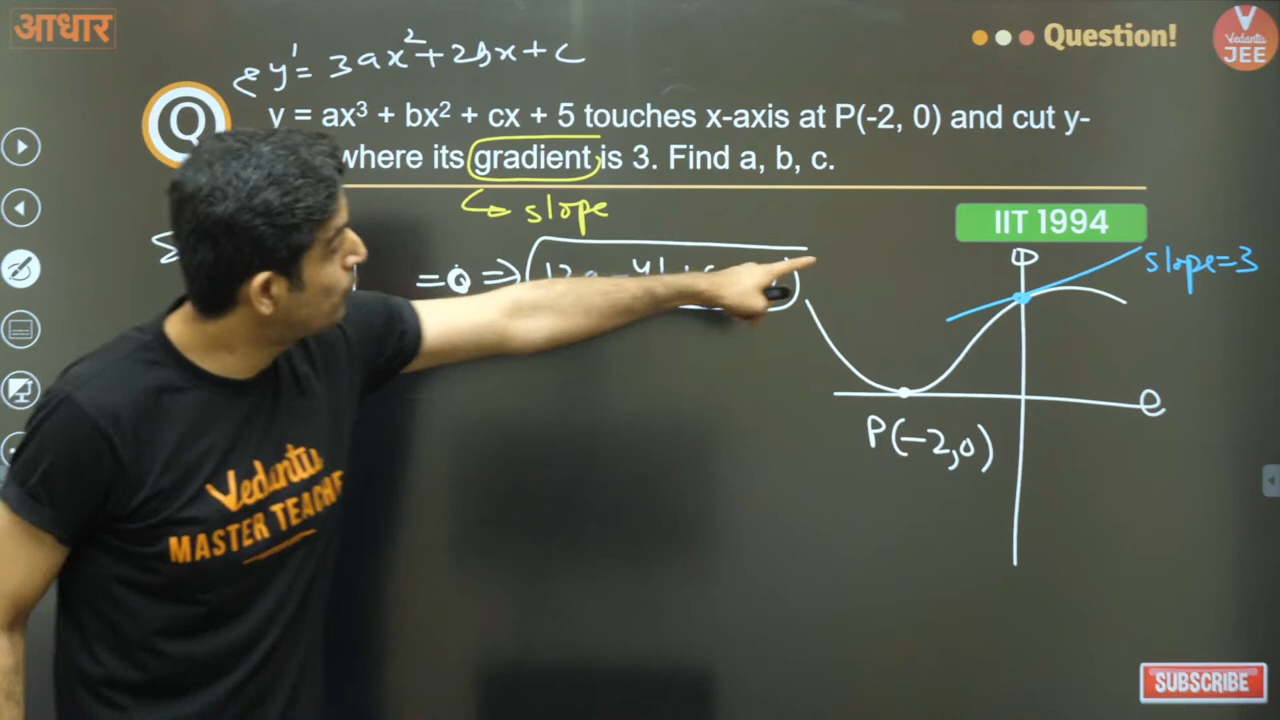 आधार
Question!
Vedantu
JEE
y' = 3ax² + 2bx + c
Q
y = ax³ + bx² + cx + 5 touches x-axis at P(-2, 0) and cut y-
where its gradient is 3. Find a, b, c.
slope
IIT 1994
slope=3
= 0 ⇒
P(-2,0)
Vedantu
MASTER TEACHER
SUBSCRIBE